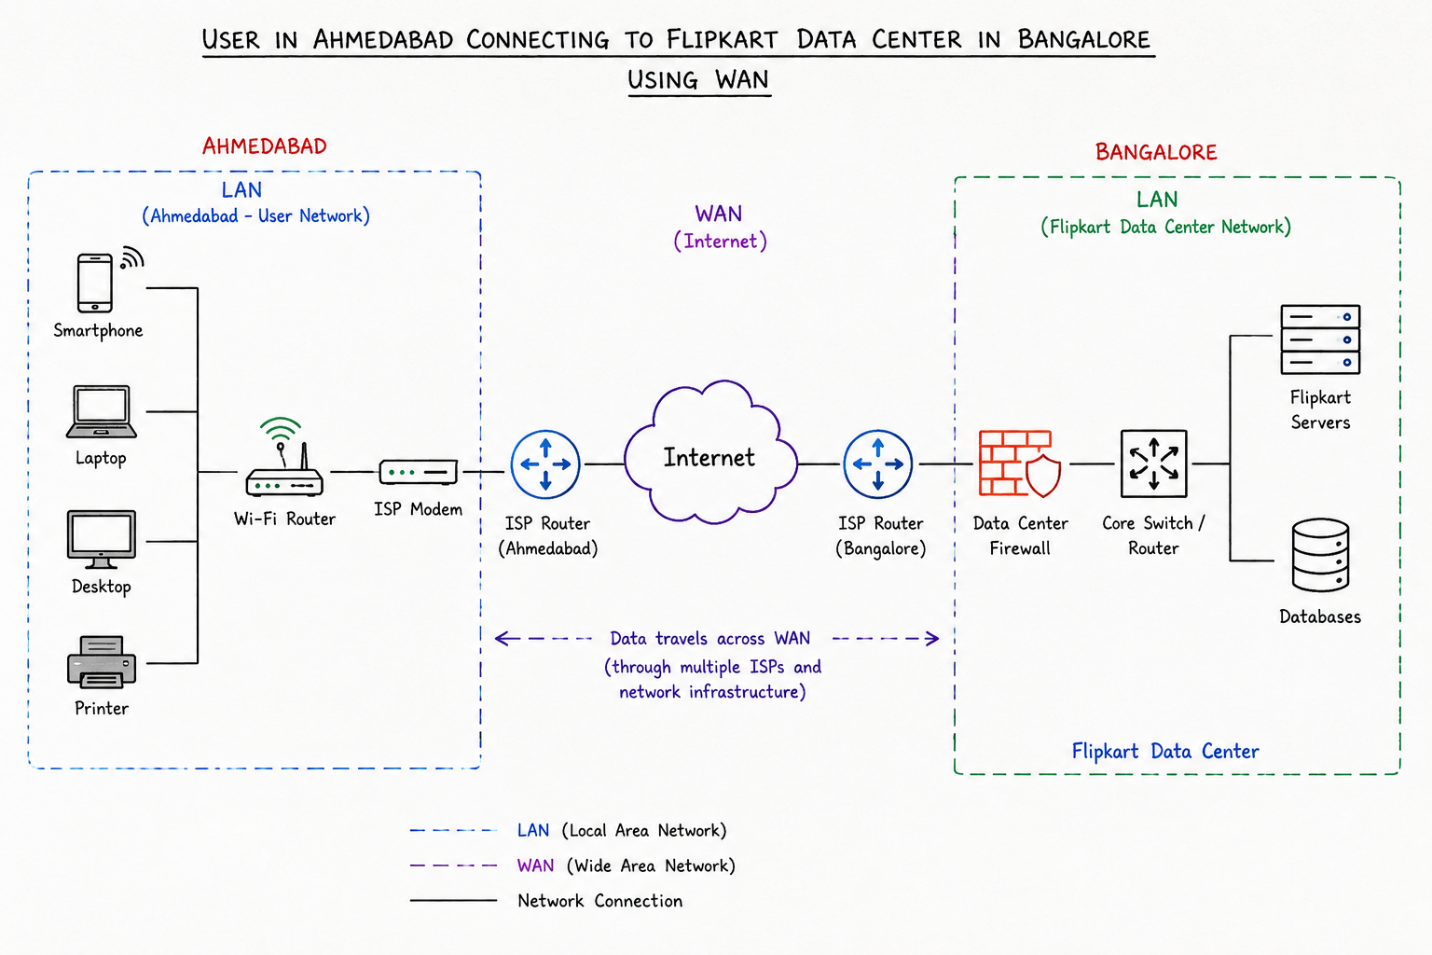 USER IN AHMEDABAD CONNECTING TO FLIPKART DATA CENTER IN BANGALORE
USING WAN
AHMEDABAD
LAN
(Ahmedabad - User Network)
Smartphone
Laptop
Desktop
Printer
Wi-Fi Router
ISP Modem
WAN
(Internet)
ISP Router
(Ahmedabad)
Internet
ISP Router
(Bangalore)
Data travels across WAN
(through multiple ISPs and
network infrastructure)
BANGALORE
LAN
(Flipkart Data Center Network)
Data Center
Firewall
Core Switch /
Router
Flipkart
Servers
Databases
Flipkart Data Center
LAN (Local Area Network)
WAN (Wide Area Network)
Network Connection